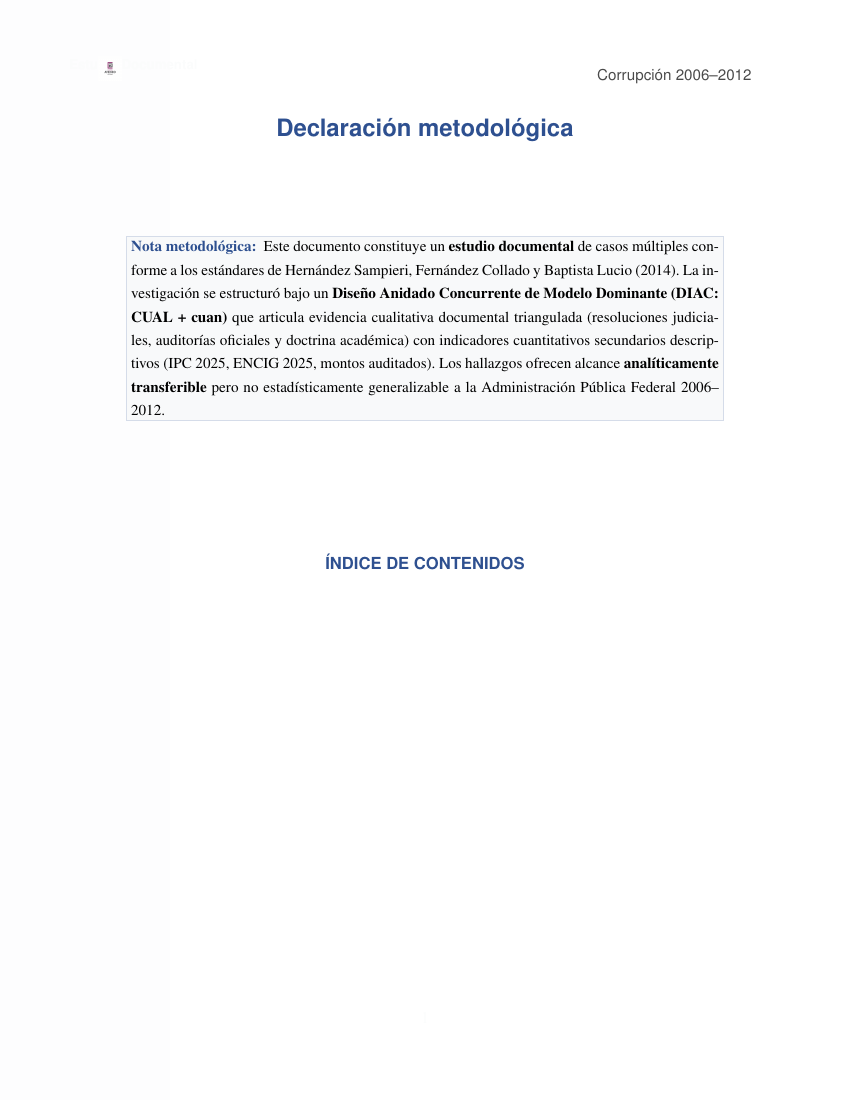 Corrupción 2006–2012
Declaración metodológica
Nota metodológica: Este documento constituye un estudio documental de casos múltiples con-
forme a los estándares de Hernández Sampieri, Fernández Collado y Baptista Lucio (2014). La in-
vestigación se estructuró bajo un Diseño Anidado Concurrente de Modelo Dominante (DIAC:
CUAL + cuan) que articula evidencia cualitativa documental triangulada (resoluciones judicia-
les, auditorías oficiales y doctrina académica) con indicadores cuantitativos secundarios descrip-
tivos (IPC 2025, ENCIG 2025, montos auditados). Los hallazgos ofrecen alcance analíticamente
transferible pero no estadísticamente generalizable a la Administración Pública Federal 2006–
2012.
ÍNDICE DE CONTENIDOS